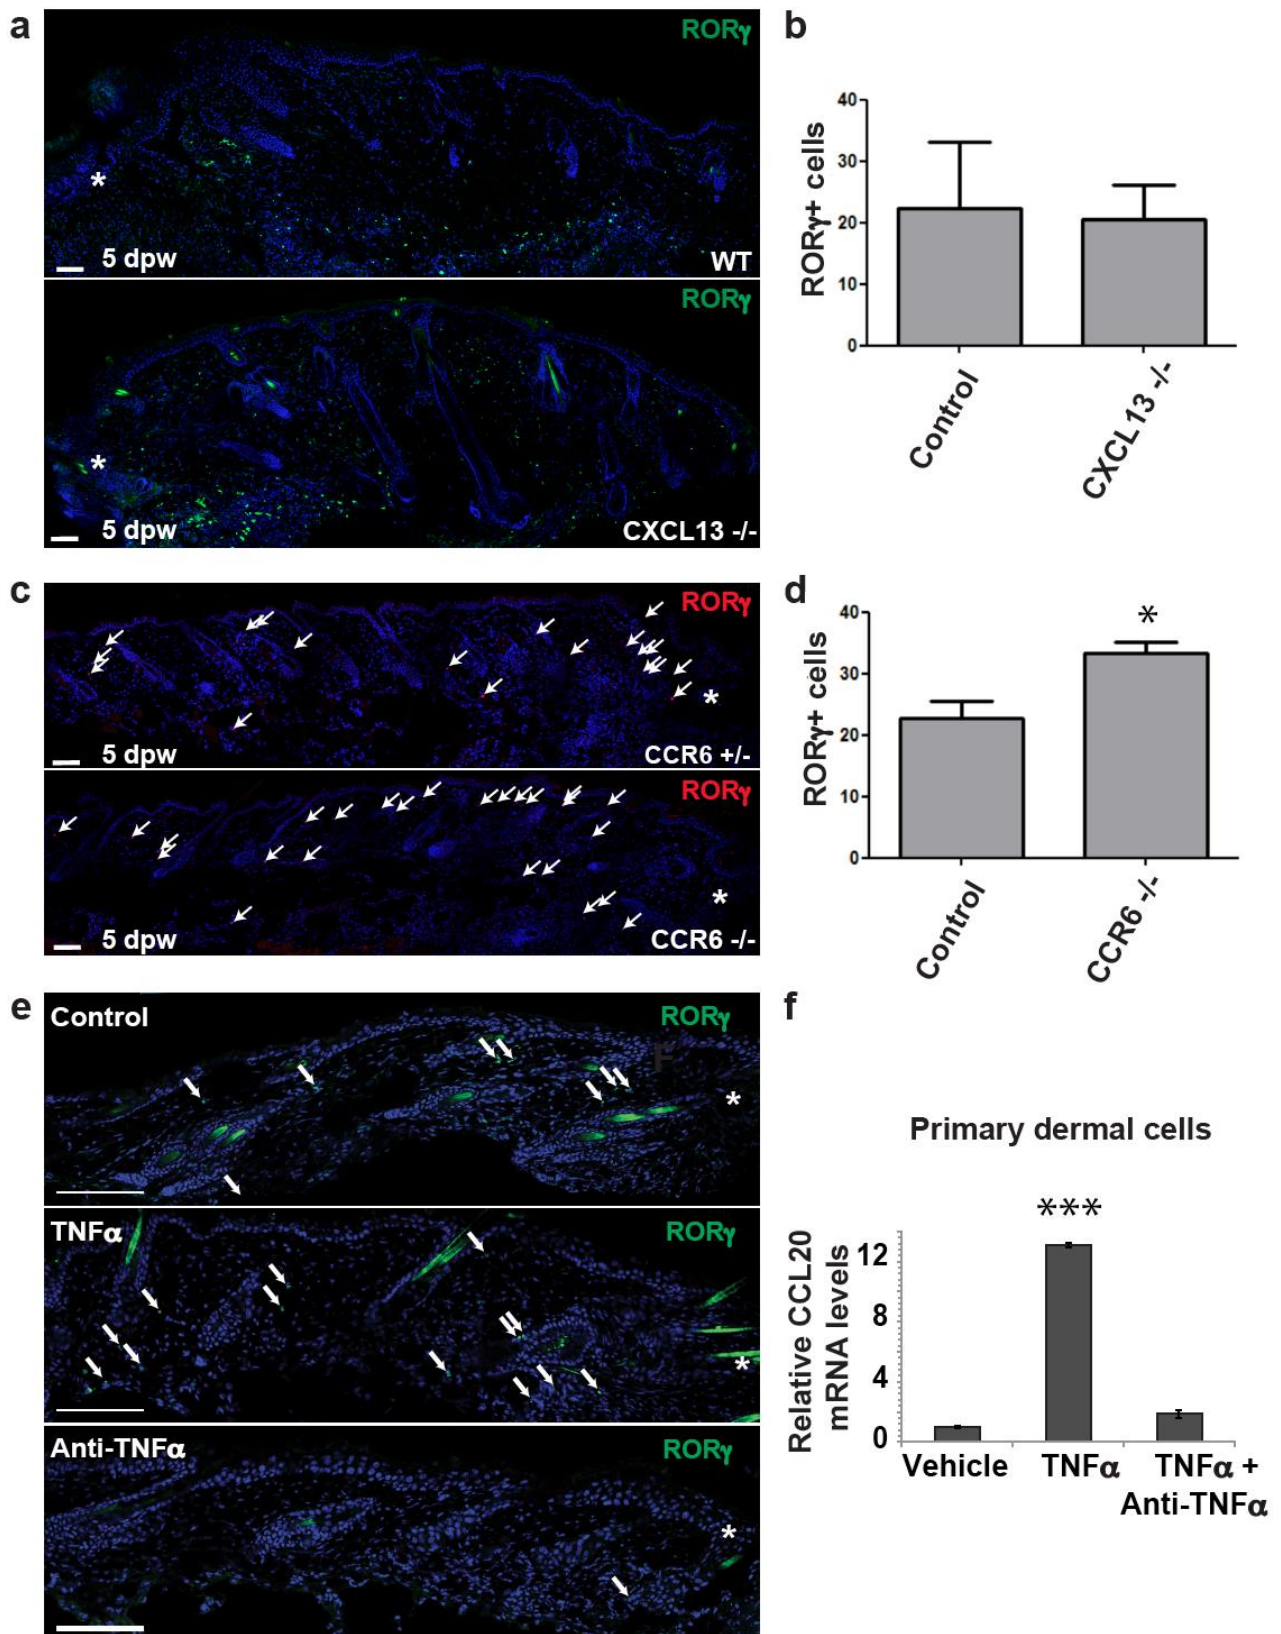 a
RORγ
*
5 dpw
WT
RORγ
*
5 dpw
CXCL13 -/-
b
RORγ+ cells
40
30
20
10
0
Control
CXCL13 -/-
c
RORγ
*
5 dpw
CCR6 +/-
RORγ
*
5 dpw
CCR6 -/-
d
RORγ+ cells
40
30
20
10
0
*
Control
CCR6 -/-
e
Control
RORγ
F
*
TNFα
RORγ
*
Anti-TNFα
RORγ
*
f
Primary dermal cells
***
Relative CCL20
mRNA levels
12
8
4
0
Vehicle
TNFα
TNFα +
Anti-TNFα